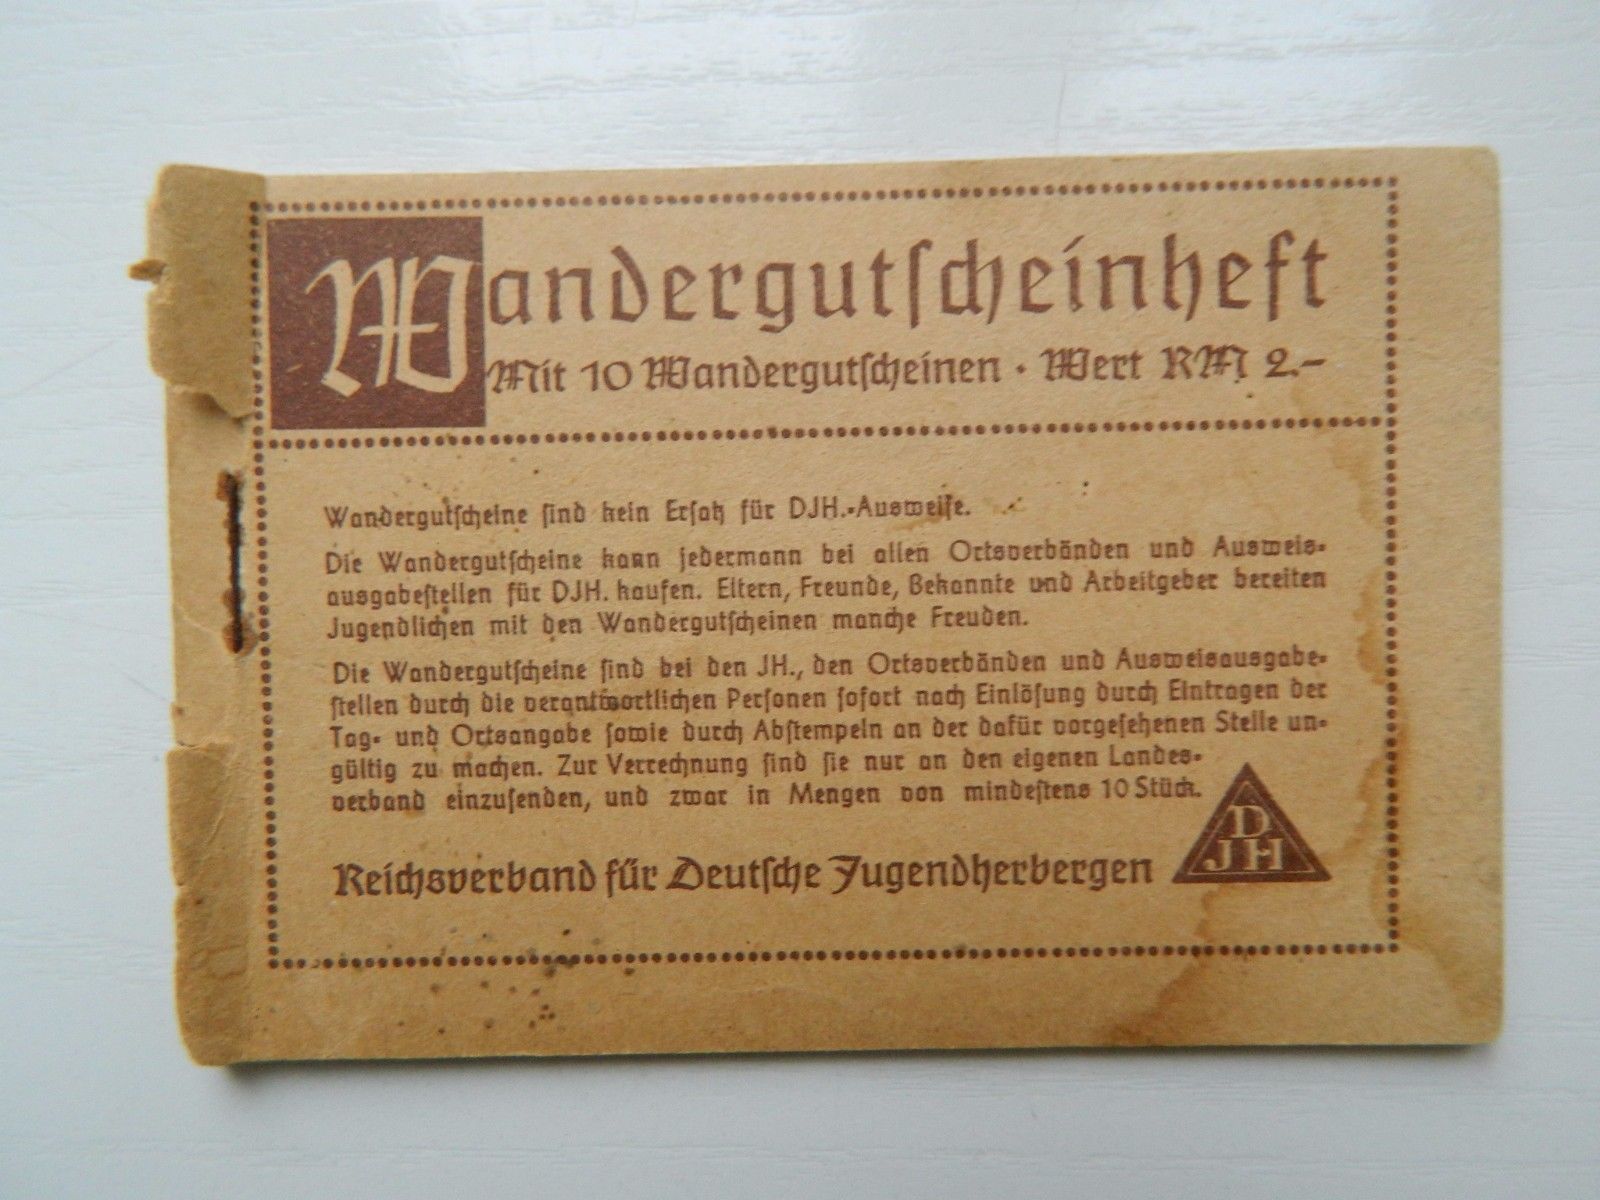 Wandergutscheinheft
Mit 10 Wandergutscheinen · Wert RM 2.–
Wandergutscheine sind kein Ersatz für DJH.-Ausweise.
Die Wandergutscheine kann jedermann bei allen Ortsverbänden und Ausweis-
ausgabestellen für DJH. kaufen. Eltern, Freunde, Bekannte und Arbeitgeber bereiten
Jugendlichen mit den Wandergutscheinen manche Freuden.
Die Wandergutscheine sind bei den JH., den Ortsverbänden und Ausweisausgabe-
stellen durch die verantwortlichen Personen sofort nach Einlösung durch Eintragen der
Tag- und Ortsangabe sowie durch Abstempeln an der dafür vorgesehenen Stelle un-
gültig zu machen. Zur Verrechnung sind sie nur an den eigenen Landes-
verband einzusenden, und zwar in Mengen von mindestens 10 Stück.
Reichsverband für Deutsche Jugendherbergen
D
JH